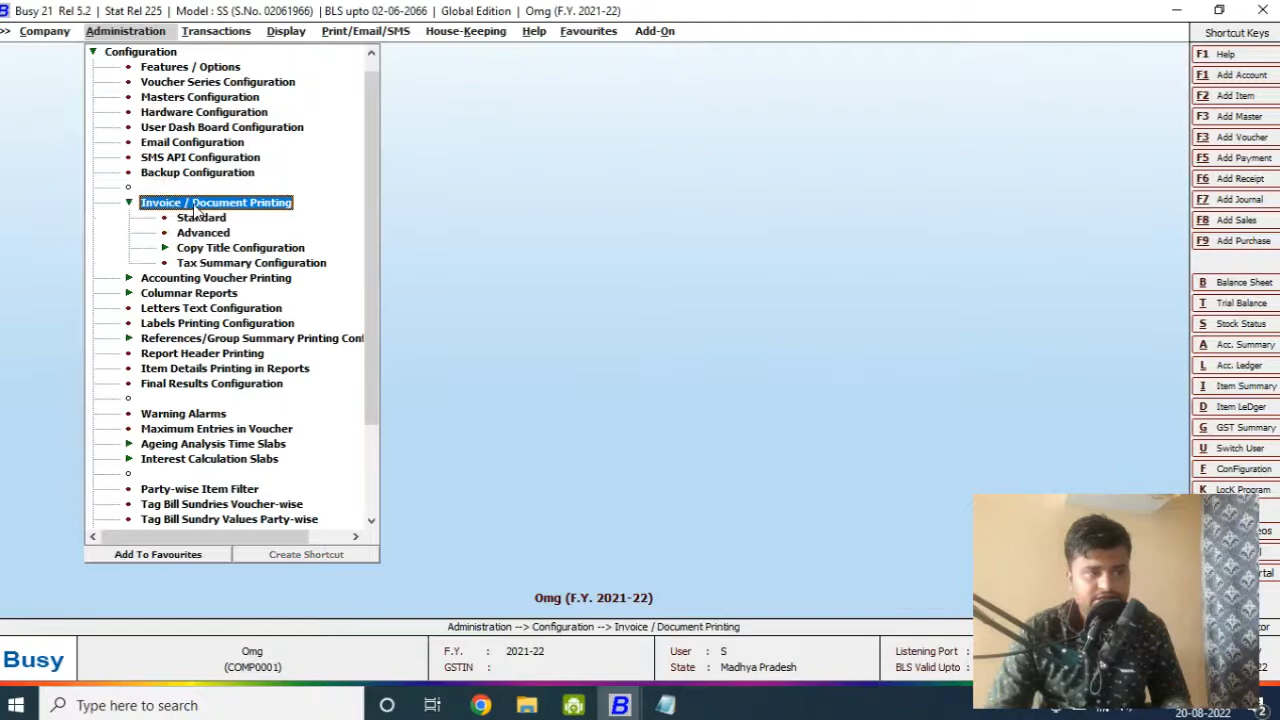 Busy 21 Rel 5.2 | Stat Rel 225 | Model : SS (S.No. 02061966) | BLS upto 02-06-2066 | Global Edition | Omg (F.Y. 2021-22)
>> Company Administration Transactions Display Print/Email/SMS House-Keeping Help Favourites Add-On
Configuration
Features / Options
Voucher Series Configuration
Masters Configuration
Hardware Configuration
User Dash Board Configuration
Email Configuration
SMS API Configuration
Backup Configuration
Invoice / Document Printing
Standard
Advanced
Copy Title Configuration
Tax Summary Configuration
Accounting Voucher Printing
Columnar Reports
Letters Text Configuration
Labels Printing Configuration
References/Group Summary Printing Con
Report Header Printing
Item Details Printing in Reports
Final Results Configuration
Warning Alarms
Maximum Entries in Voucher
Ageing Analysis Time Slabs
Interest Calculation Slabs
Party-wise Item Filter
Tag Bill Sundries Voucher-wise
Tag Bill Sundry Values Party-wise
Add To Favourites Create Shortcut
Shortcut Keys
F1 Help
F1 Add Account
F2 Add Item
F3 Add Master
F3 Add Voucher
F5 Add Payment
F6 Add Receipt
F7 Add Journal
F8 Add Sales
F9 Add Purchase
B Balance Sheet
T Trial Balance
S Stock Status
A Acc. Summary
L Acc. Ledger
I Item Summary
D Item LeDger
G GST Summary
U Switch User
F ConFiguration
K LocK Program
Omg (F.Y. 2021-22)
Administration --> Configuration --> Invoice / Document Printing
Busy
Omg
(COMP0001)
F.Y. : 2021-22
GSTIN :
User : S
State : Madhya Pradesh
Listening Port :
BLS Valid Upto :
Type here to search
B
20-08-2022
2